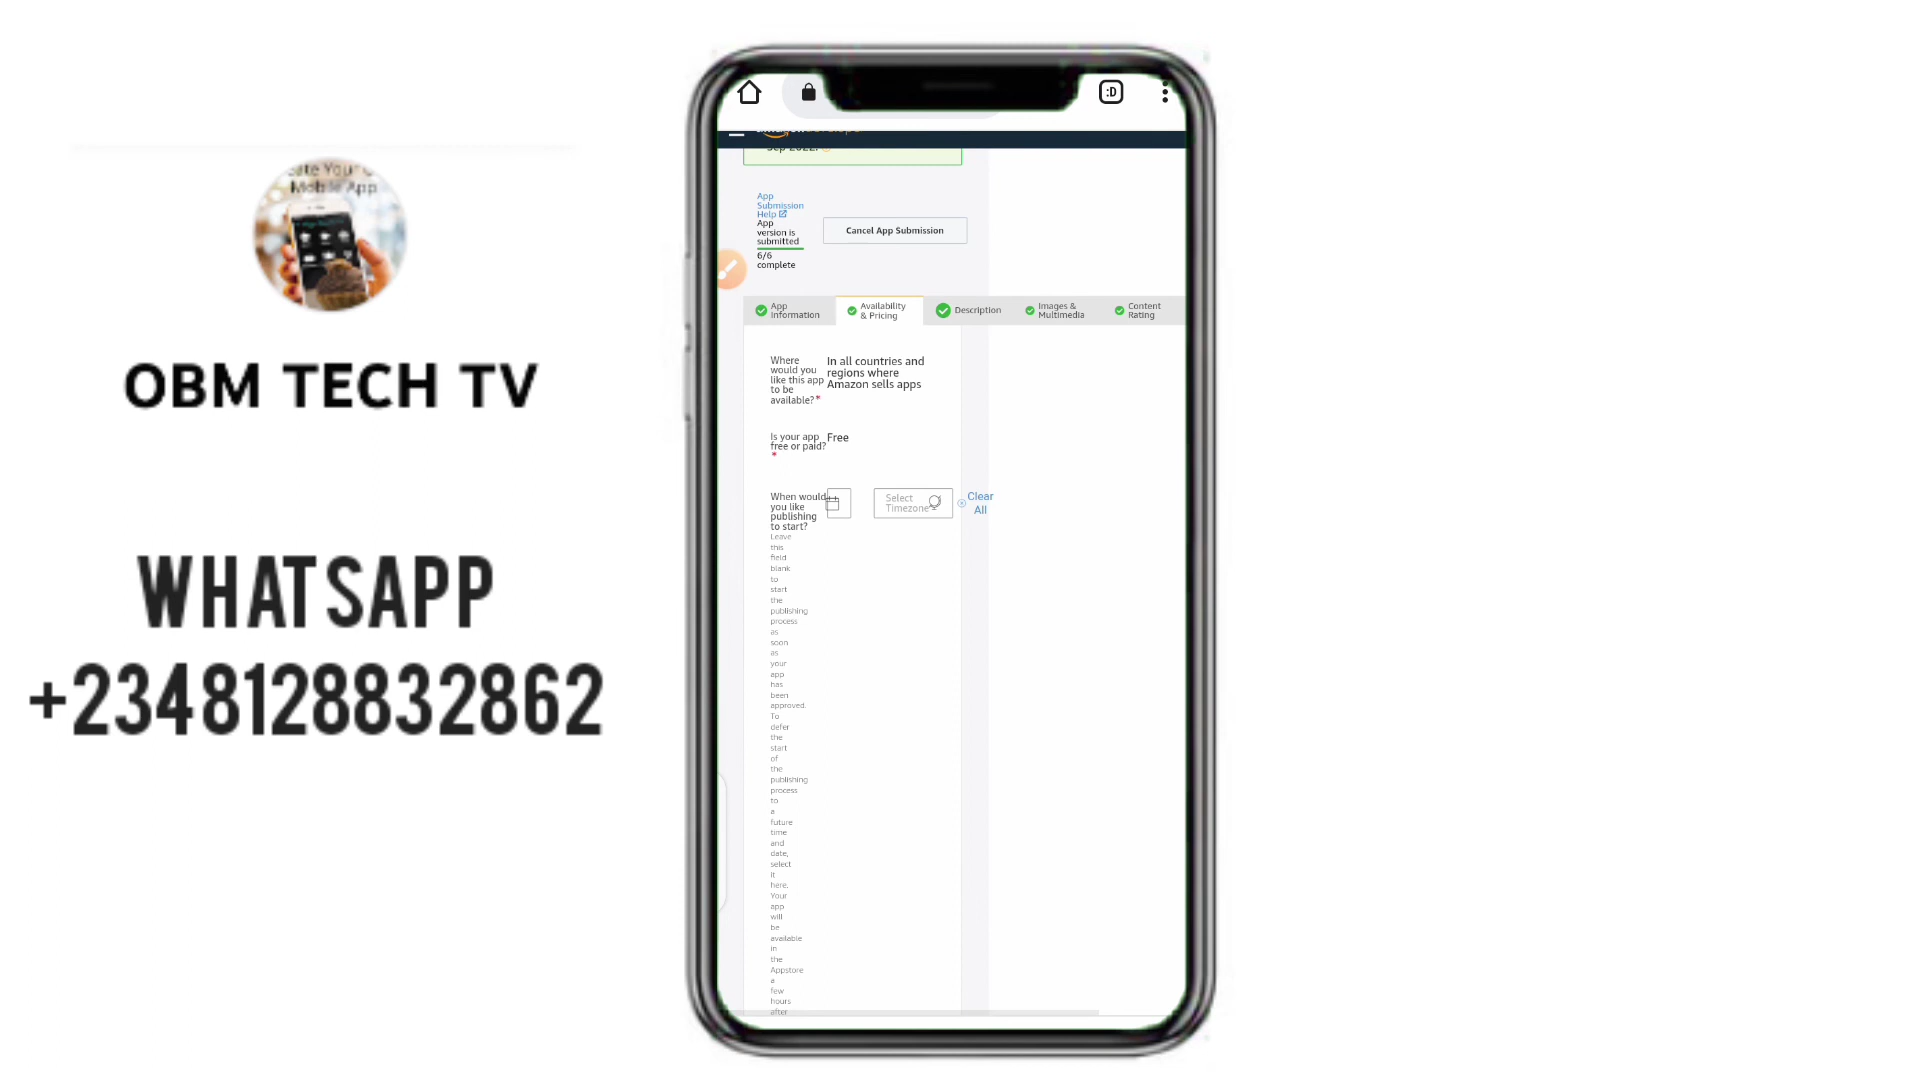 Mobile App
OBM TECH TV
WHATSAPP
+2348128832862
:D
Sep 2022.
App
Submission
Help
App
version is
submitted
6/6
complete
Cancel App Submission
App
Information
Availability
& Pricing
Description
Images &
Multimedia
Content
Rating
Where
would you
like this app
to be
available?*
In all countries and
regions where
Amazon sells apps
Is your app
free or paid?
*
Free
When would
you like
publishing
to start?
Select
Timezone
Clear
All
Leave
this
field
blank
to
start
the
publishing
process
as
soon
as
your
app
has
been
approved.
To
defer
the
start
of
the
publishing
process
to
a
future
time
and
date,
select
it
here.
Your
app
will
be
available
in
the
Appstore
a
few
hours
after